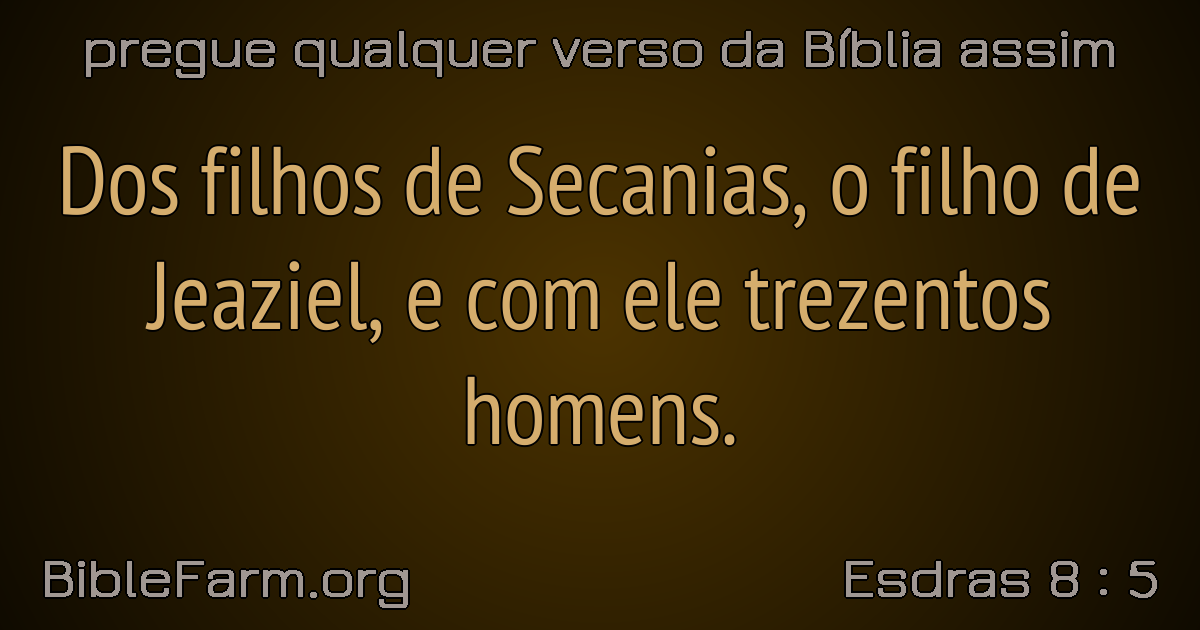 pregue qualquer verso da Bíblia assim
Dos filhos de Secanias, o filho de
Jeaziel, e com ele trezentos
homens.
BibleFarm.org
Esdras 8 : 5